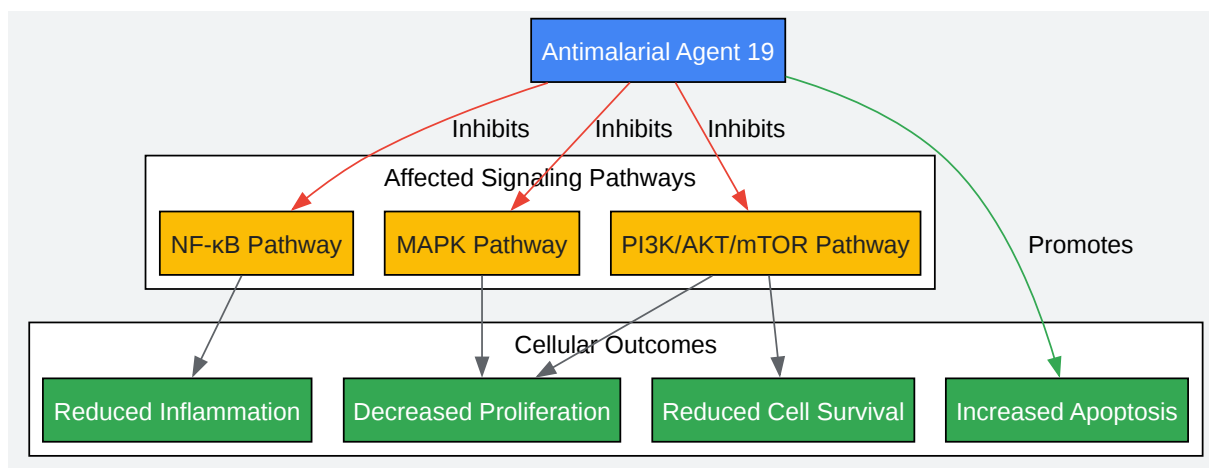 Antimalarial Agent 19
Inhibits
Inhibits
Inhibits
Affected Signaling Pathways
NF-κB Pathway
MAPK Pathway
PI3K/AKT/mTOR Pathway
Promotes
Cellular Outcomes
Reduced Inflammation
Decreased Proliferation
Reduced Cell Survival
Increased Apoptosis